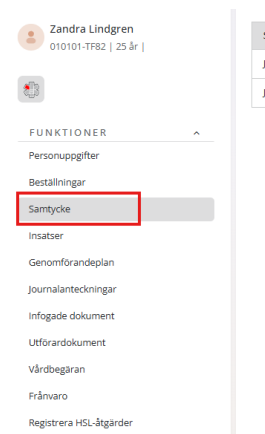 Zandra Lindgren
010101-TF82 | 25 år |
FUNKTIONER
Personuppgifter
Beställningar
Samtycke
Insatser
Genomförandeplan
Journalanteckningar
Infogade dokument
Utförardokument
Vårdbegäran
Frånvaro
Registrera HSL-åtgärder